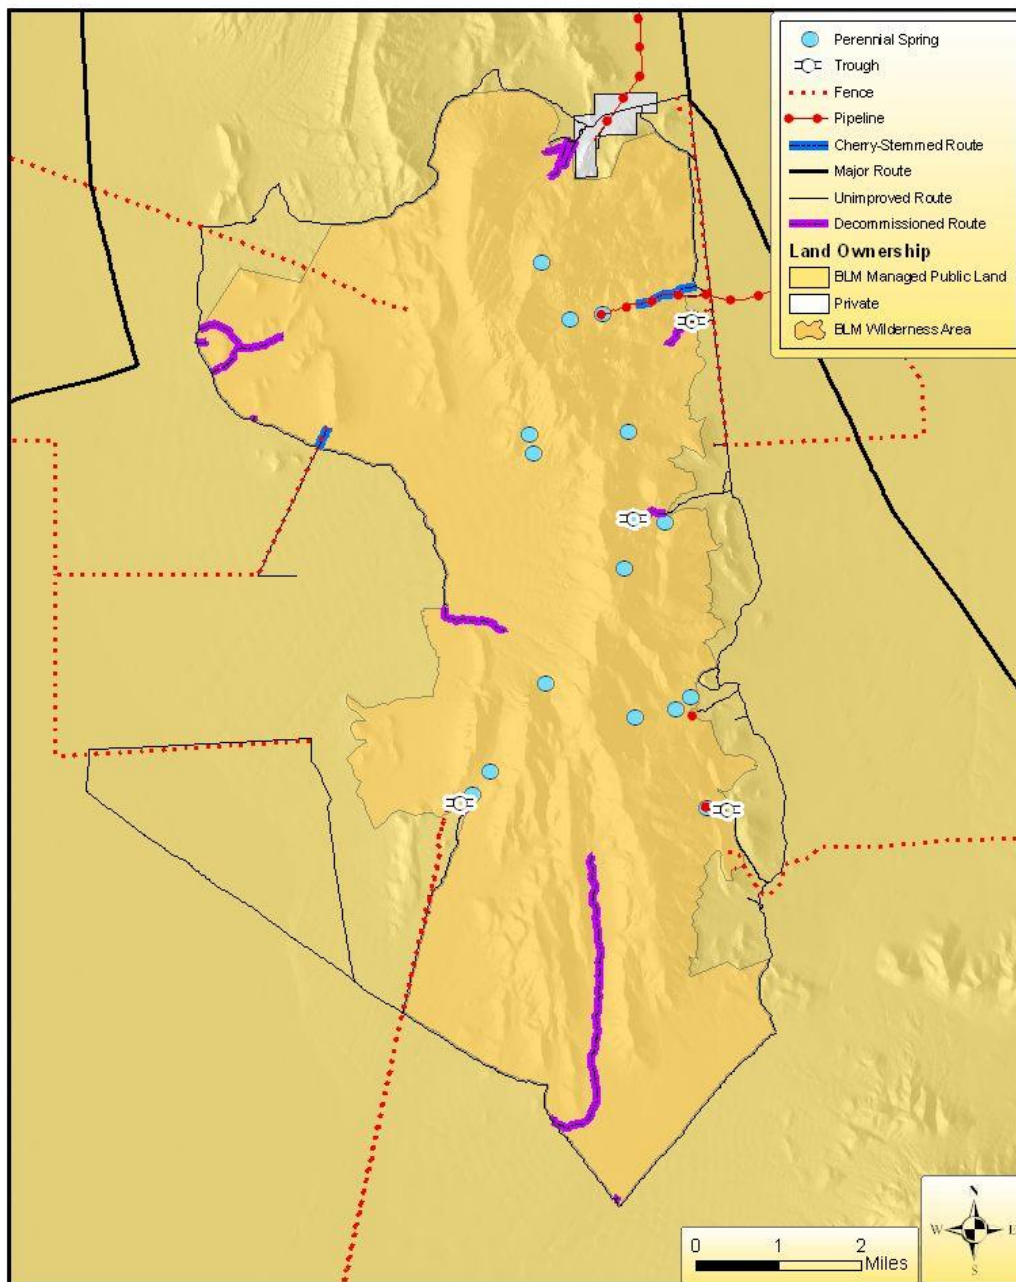 Perennial Spring
Trough
Fence
Pipeline
Cherry-Stemmed Route
Major Route
Unimproved Route
Decommissioned Route
Land Ownership
BLM Managed Public Land
Private
BLM Wilderness Area
N
W E
S
0 1 2
Miles